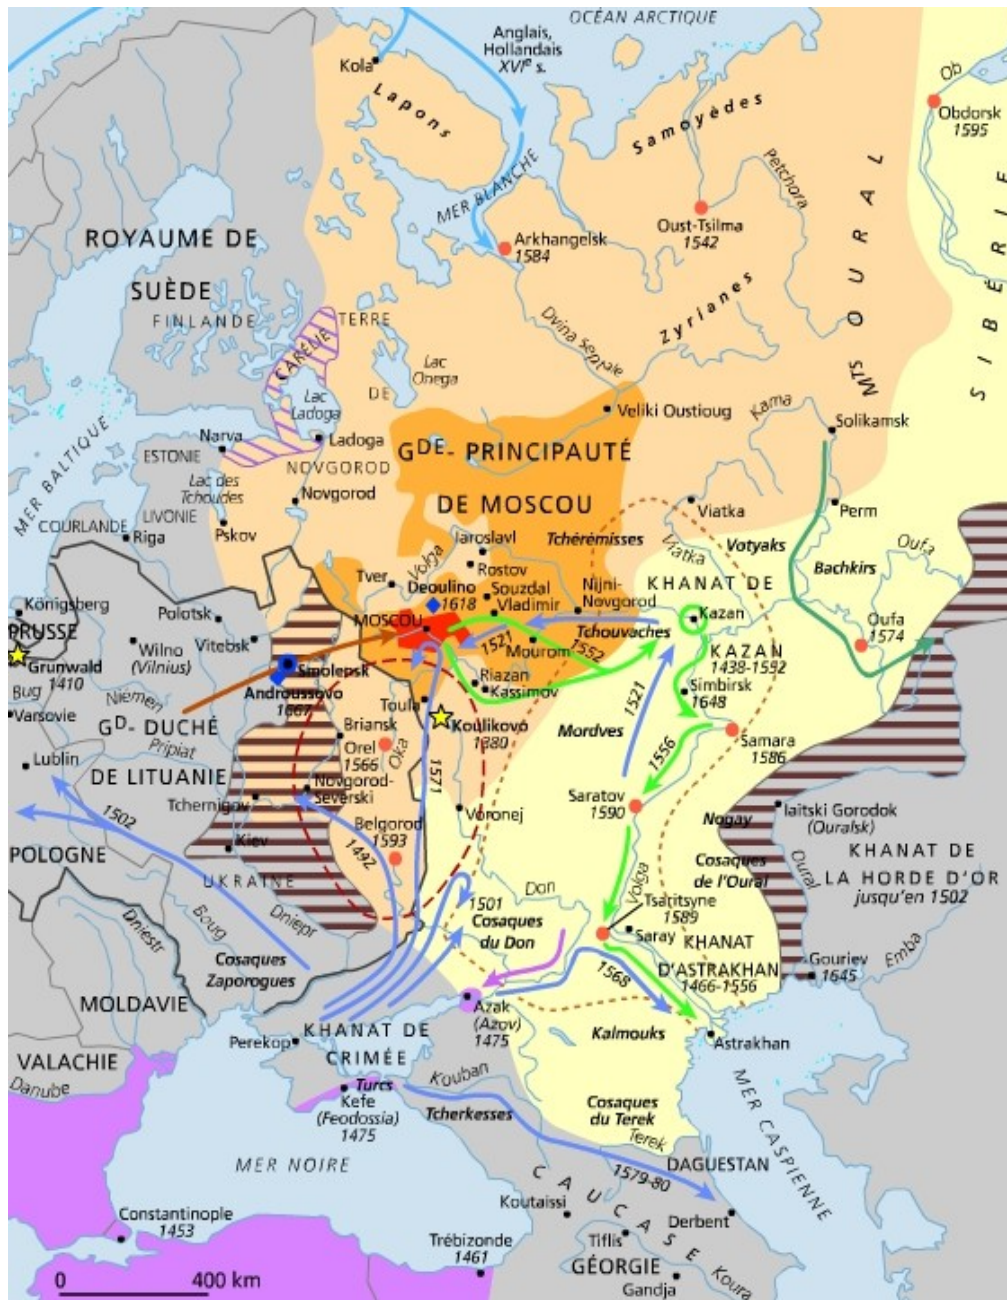 OCÉAN ARCTIQUE
Anglais,
Hollandais
XVIe s.
Kola
Lapons
Samoyèdes
Ob
Obdorsk
1595
MER BLANCHE
Petchora
Oust-Tsilma
1542
Arkhangelsk
1584
MTS OURAL
SIBÉRIE
ROYAUME DE
SUÈDE
FINLANDE
CARÉLIE
TERRE
DE
NOVGOROD
Lac
Onega
Lac
Ladoga
Dvina Septale
Zyrianes
Veliki Oustioug
Kama
Solikamsk
MER BALTIQUE
Narva
Ladoga
ESTONIE
Lac des
Tchoudes
Novgorod
LIVONIE
COURLANDE
Riga
Pskov
GDE- PRINCIPAUTÉ
DE MOSCOU
Viatka
Perm
Iaroslavl
Tchérémisses
Viatka
Votyaks
Oufa
Volga
Rostov
Bachkirs
Tver
Deoulino
1618
Souzdal
Vladimir
Nijni-
Novgorod
KHANAT DE
KAZAN
1438-1552
Kazan
Oufa
1574
MOSCOU
Tchouvaches
1521
Mourom
1552
Königsberg
PRUSSE
Polotsk
Grunwald
1410
Wilno
(Vilnius)
Vitebsk
Smolensk
Androussovo
1667
Riazan
Kassimov
Simbirsk
1648
Bug
Varsovie
Niémen
GD- DUCHÉ
DE LITUANIE
Pripiat
Toula
Koulikovo
1380
Briansk
Orel
1566
Oka
Mordves
1521
1556
Samara
1586
Lublin
1571
Novgorod-
Severski
Tchernigov
Saratov
1590
Voronej
Nogay
Iaitski Gorodok
(Ouralsk)
1502
Belgorod
1593
1492
Kiev
POLOGNE
UKRAINE
Cosaques
de l'Oural
Oural
KHANAT DE
LA HORDE D'OR
jusqu'en 1502
Volga
Don
1501
Tsaritsyne
1589
Dniestr
Boug
Dniepr
Cosaques
du Don
Saray
KHANAT
D'ASTRAKHAN
1466-1556
Cosaques
Zaporogues
1568
Gouriev
1645
Emba
MOLDAVIE
Azak
(Azov)
1475
Kalmouks
Astrakhan
VALACHIE
Danube
Perekop
KHANAT DE
CRIMÉE
Turcs
Kefe
(Feodossia)
1475
Kouban
Tcherkesses
Cosaques
du Terek
Terek
MER CASPIENNE
MER NOIRE
DAGUESTAN
1579-80
CAUCASE
Koutaissi
Derbent
Constantinople
1453
Trébizonde
1461
Tiflis
GÉORGIE
Gandja
Koura
0
400 km